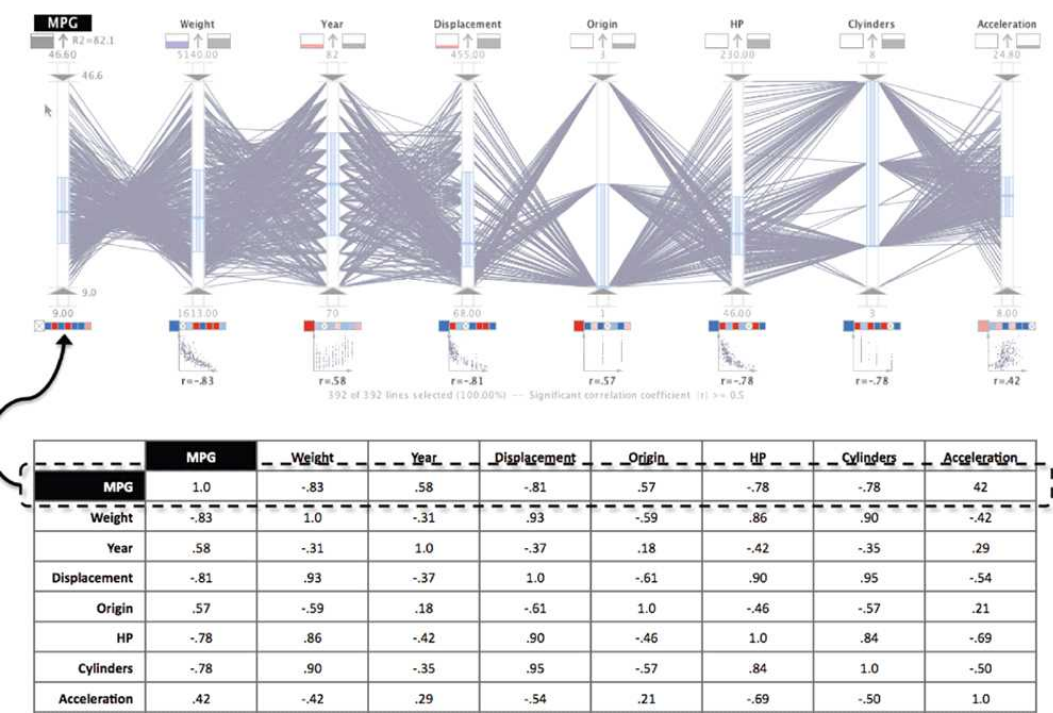 MPG Weight Year Displacement Origin HP Clyinders Acceleration
R2=82.1
46.60 5140.00 82 455.00 3 230.00 8 24.80
46.6
9.0
9.00 1613.00 70 68.00 1 46.00 3 8.00
r=-.83 r=.58 r=-.81 r=.57 r=-.78 r=-.78 r=.42
392 of 392 lines selected (100.00%) -- Significant correlation coefficient |r| >= 0.5
MPG Weight Year Displacement Origin HP Cylinders Acceleration
MPG 1.0 -.83 .58 -.81 .57 -.78 -.78 42
Weight -.83 1.0 -.31 .93 -.59 .86 .90 -.42
Year .58 -.31 1.0 -.37 .18 -.42 -.35 .29
Displacement -.81 .93 -.37 1.0 -.61 .90 .95 -.54
Origin .57 -.59 .18 -.61 1.0 -.46 -.57 .21
HP -.78 .86 -.42 .90 -.46 1.0 .84 -.69
Cylinders -.78 .90 -.35 .95 -.57 .84 1.0 -.50
Acceleration .42 -.42 .29 -.54 .21 -.69 -.50 1.0